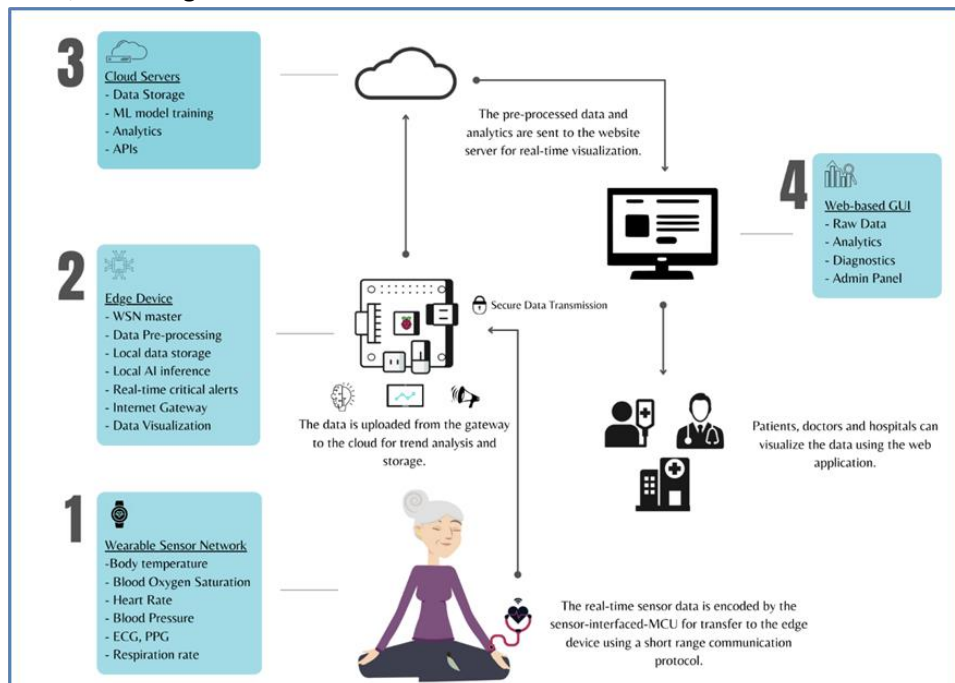 3
Cloud Servers
- Data Storage
- ML model training
- Analytics
- APIs
The pre-processed data and
analytics are sent to the website
server for real-time visualization.
4
Web-based GUI
- Raw Data
- Analytics
- Diagnostics
- Admin Panel
2
Edge Device
- WSN master
- Data Pre-processing
- Local data storage
- Local AI inference
- Real-time critical alerts
- Internet Gateway
- Data Visualization
Secure Data Transmission
The data is uploaded from the gateway
to the cloud for trend analysis and
storage.
Patients, doctors and hospitals can
visualize the data using the web
application.
1
Wearable Sensor Network
-Body temperature
- Blood Oxygen Saturation
- Heart Rate
- Blood Pressure
- ECG, PPG
- Respiration rate
The real-time sensor data is encoded by the
sensor-interfaced-MCU for transfer to the edge
device using a short range communication
protocol.